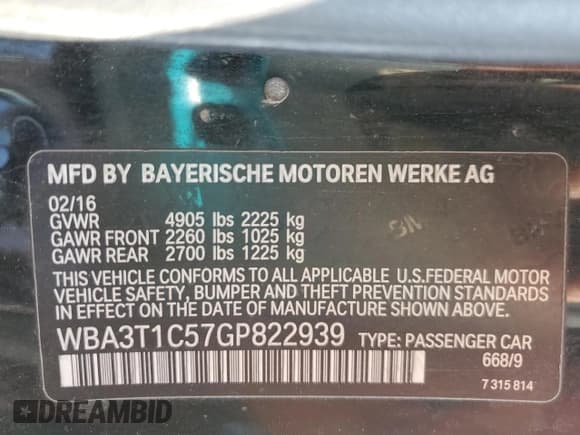 MFD BY BAYERISCHE MOTOREN WERKE AG
02/16
GVWR 4905 lbs 2225 kg
GAWR FRONT 2260 lbs 1025 kg
GAWR REAR 2700 lbs 1225 kg
THIS VEHICLE CONFORMS TO ALL APPLICABLE U.S.FEDERAL MOTOR
VEHICLE SAFETY, BUMPER AND THEFT PREVENTION STANDARDS
IN EFFECT ON THE DATE OF MANUFACTURE SHOWN ABOVE.
WBA3T1C57GP822939 TYPE: PASSENGER CAR
668/9
7 315 814
DREAMBID